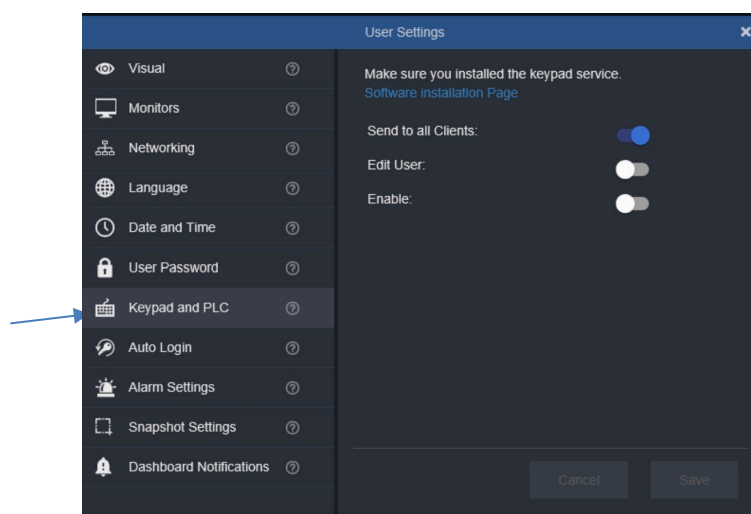 User Settings
Visual
Monitors
Networking
Language
Date and Time
User Password
Keypad and PLC
Auto Login
Alarm Settings
Snapshot Settings
Dashboard Notifications
Make sure you installed the keypad service.
Software installation Page
Send to all Clients:
Edit User:
Enable:
Cancel
Save